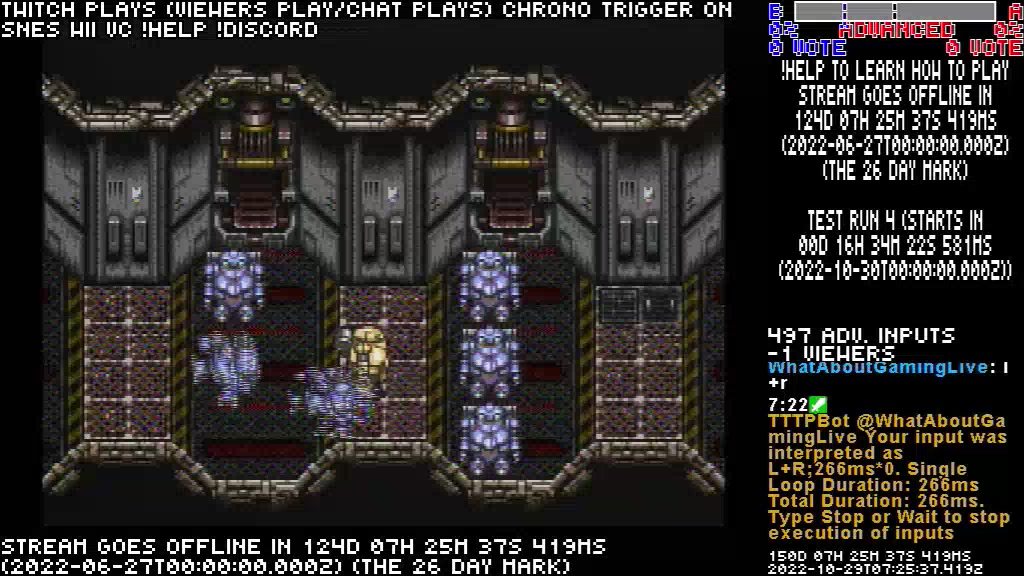 TWITCH PLAYS (VIEWERS PLAY/CHAT PLAYS) CHRONO TRIGGER ON
SNES WII VC !HELP !DISCORD
B A
0% ADVANCED 0%
0 VOTE 0 VOTE
!HELP TO LEARN HOW TO PLAY
STREAM GOES OFFLINE IN
124D 07H 25M 37S 419MS
(2022-06-27T00:00:00.000Z)
(THE 26 DAY MARK)
TEST RUN 4 (STARTS IN
00D 16H 34M 22S 581MS
(2022-10-30T00:00:00.000Z))
497 ADV. INPUTS
-1 VIEWERS
WhatAboutGamingLive: l
+r
7:22
TTTPBot @WhatAboutGa
mingLive Your input was
interpreted as
L+R;266ms*0. Single
Loop Duration: 266ms
Total Duration: 266ms.
Type Stop or Wait to stop
execution of inputs
150D 07H 25M 37S 419MS
2022-10-29T07:25:37.419Z
STREAM GOES OFFLINE IN 124D 07H 25M 37S 419MS
(2022-06-27T00:00:00.000Z) (THE 26 DAY MARK)